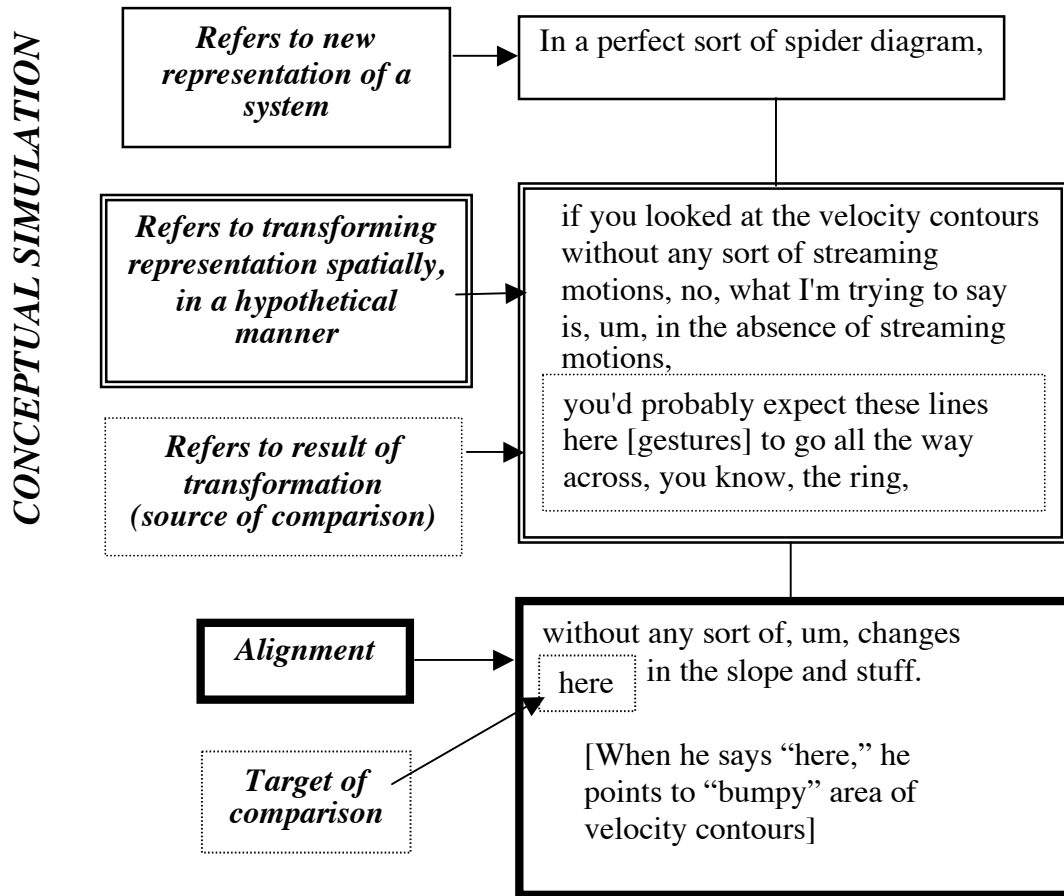 CONCEPTUAL SIMULATION
Refers to new
representation of a
system
In a perfect sort of spider diagram,
Refers to transforming
representation spatially,
in a hypothetical
manner
if you looked at the velocity contours
without any sort of streaming
motions, no, what I'm trying to say
is, um, in the absence of streaming
motions,
Refers to result of
transformation
(source of comparison)
you'd probably expect these lines
here [gestures] to go all the way
across, you know, the ring,
Alignment
without any sort of, um, changes
here in the slope and stuff.
Target of
comparison
[When he says “here,” he
points to “bumpy” area of
velocity contours]